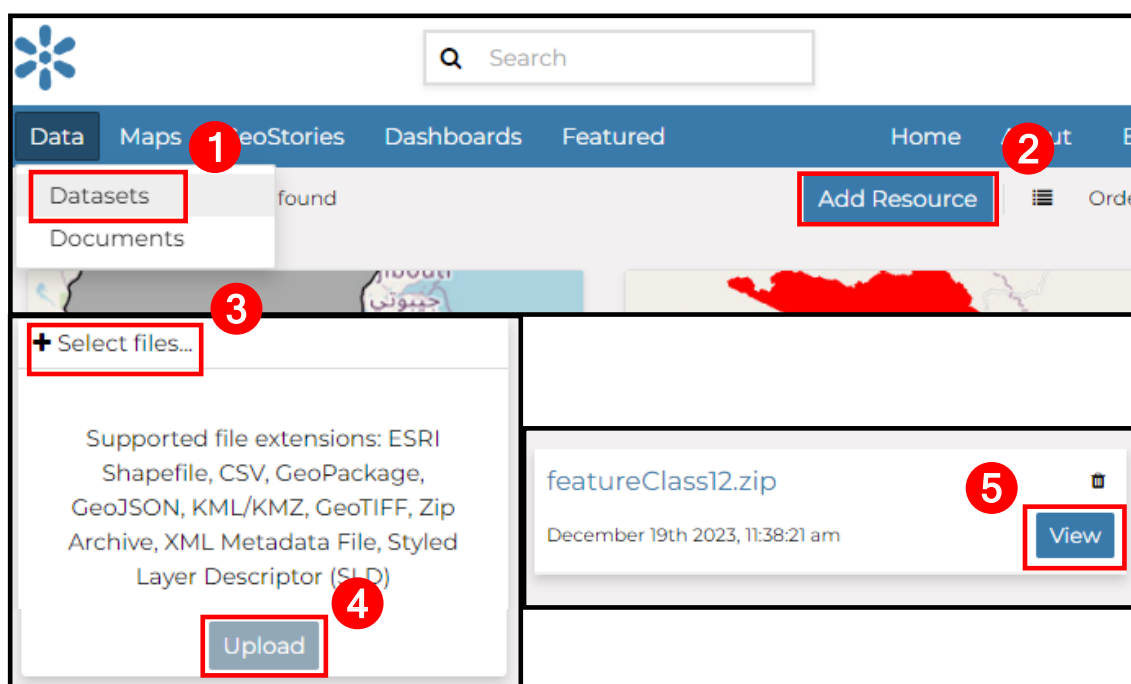 Search
Data Maps GeoStories Dashboards Featured Home About
1
2
Datasets
found
Add Resource
Documents
جيبوتي
3
+ Select files...
Supported file extensions: ESRI
Shapefile, CSV, GeoPackage,
GeoJSON, KML/KMZ, GeoTIFF, Zip
Archive, XML Metadata File, Styled
Layer Descriptor (SLD)
4
Upload
featureClass12.zip
5
December 19th 2023, 11:38:21 am
View